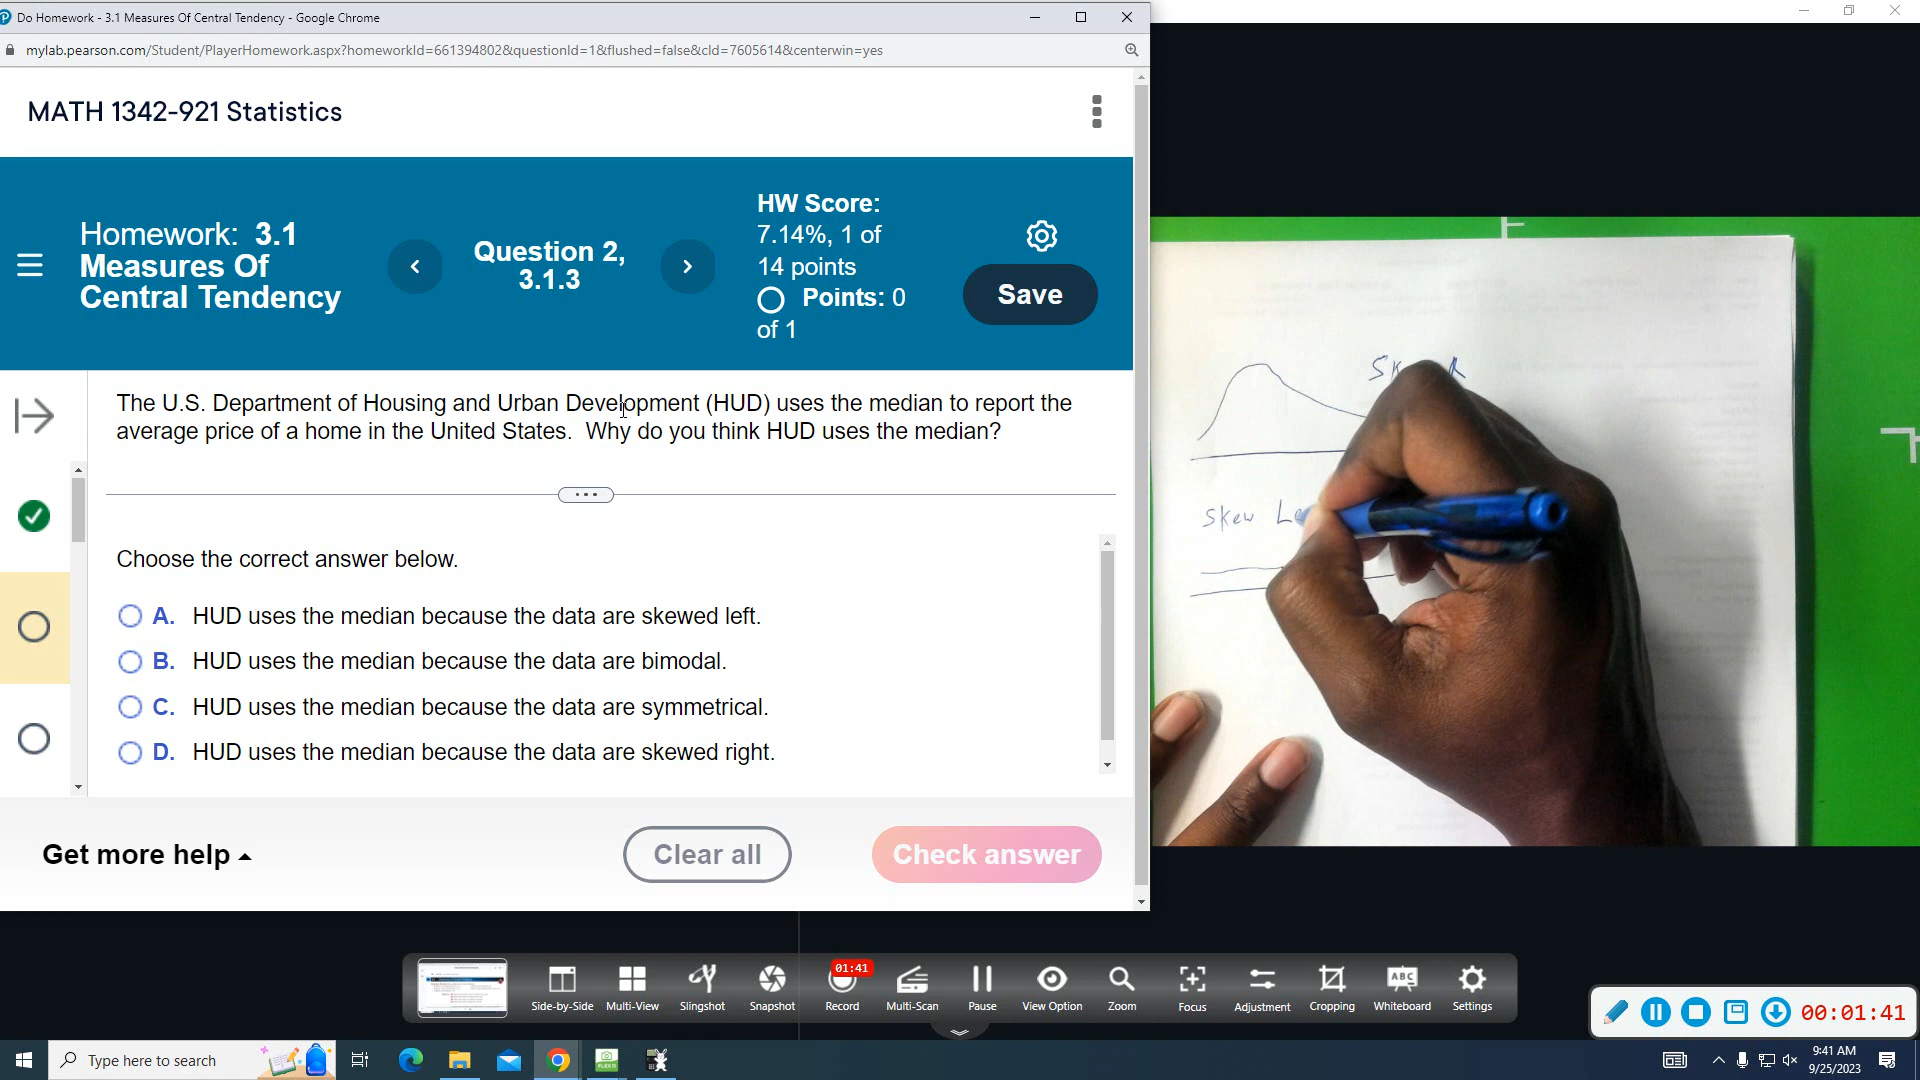 Do Homework - 3.1 Measures Of Central Tendency - Google Chrome
mylab.pearson.com/Student/PlayerHomework.aspx?homeworkId=661394802&questionId=1&flushed=false&cId=7605614&centerwin=yes
MATH 1342-921 Statistics
Homework: 3.1
Measures Of
Central Tendency
Question 2,
3.1.3
HW Score:
7.14%, 1 of
14 points
Points: 0
of 1
Save
The U.S. Department of Housing and Urban Development (HUD) uses the median to report the
average price of a home in the United States. Why do you think HUD uses the median?
Choose the correct answer below.
A. HUD uses the median because the data are skewed left.
B. HUD uses the median because the data are bimodal.
C. HUD uses the median because the data are symmetrical.
D. HUD uses the median because the data are skewed right.
Get more help
Clear all
Check answer
Skew
Side-by-Side
Multi-View
Slingshot
Snapshot
01:41
Record
Multi-Scan
Pause
View Option
Zoom
Focus
Adjustment
Cropping
ABC
Whiteboard
Settings
00:01:41
Type here to search
9:41 AM
9/25/2023